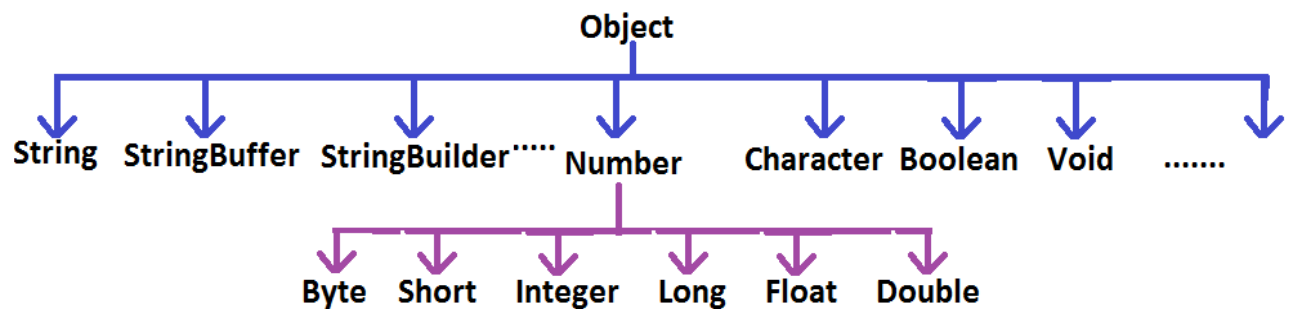 Object
String StringBuffer StringBuilder ..... Number Character Boolean Void .......
Byte Short Integer Long Float Double